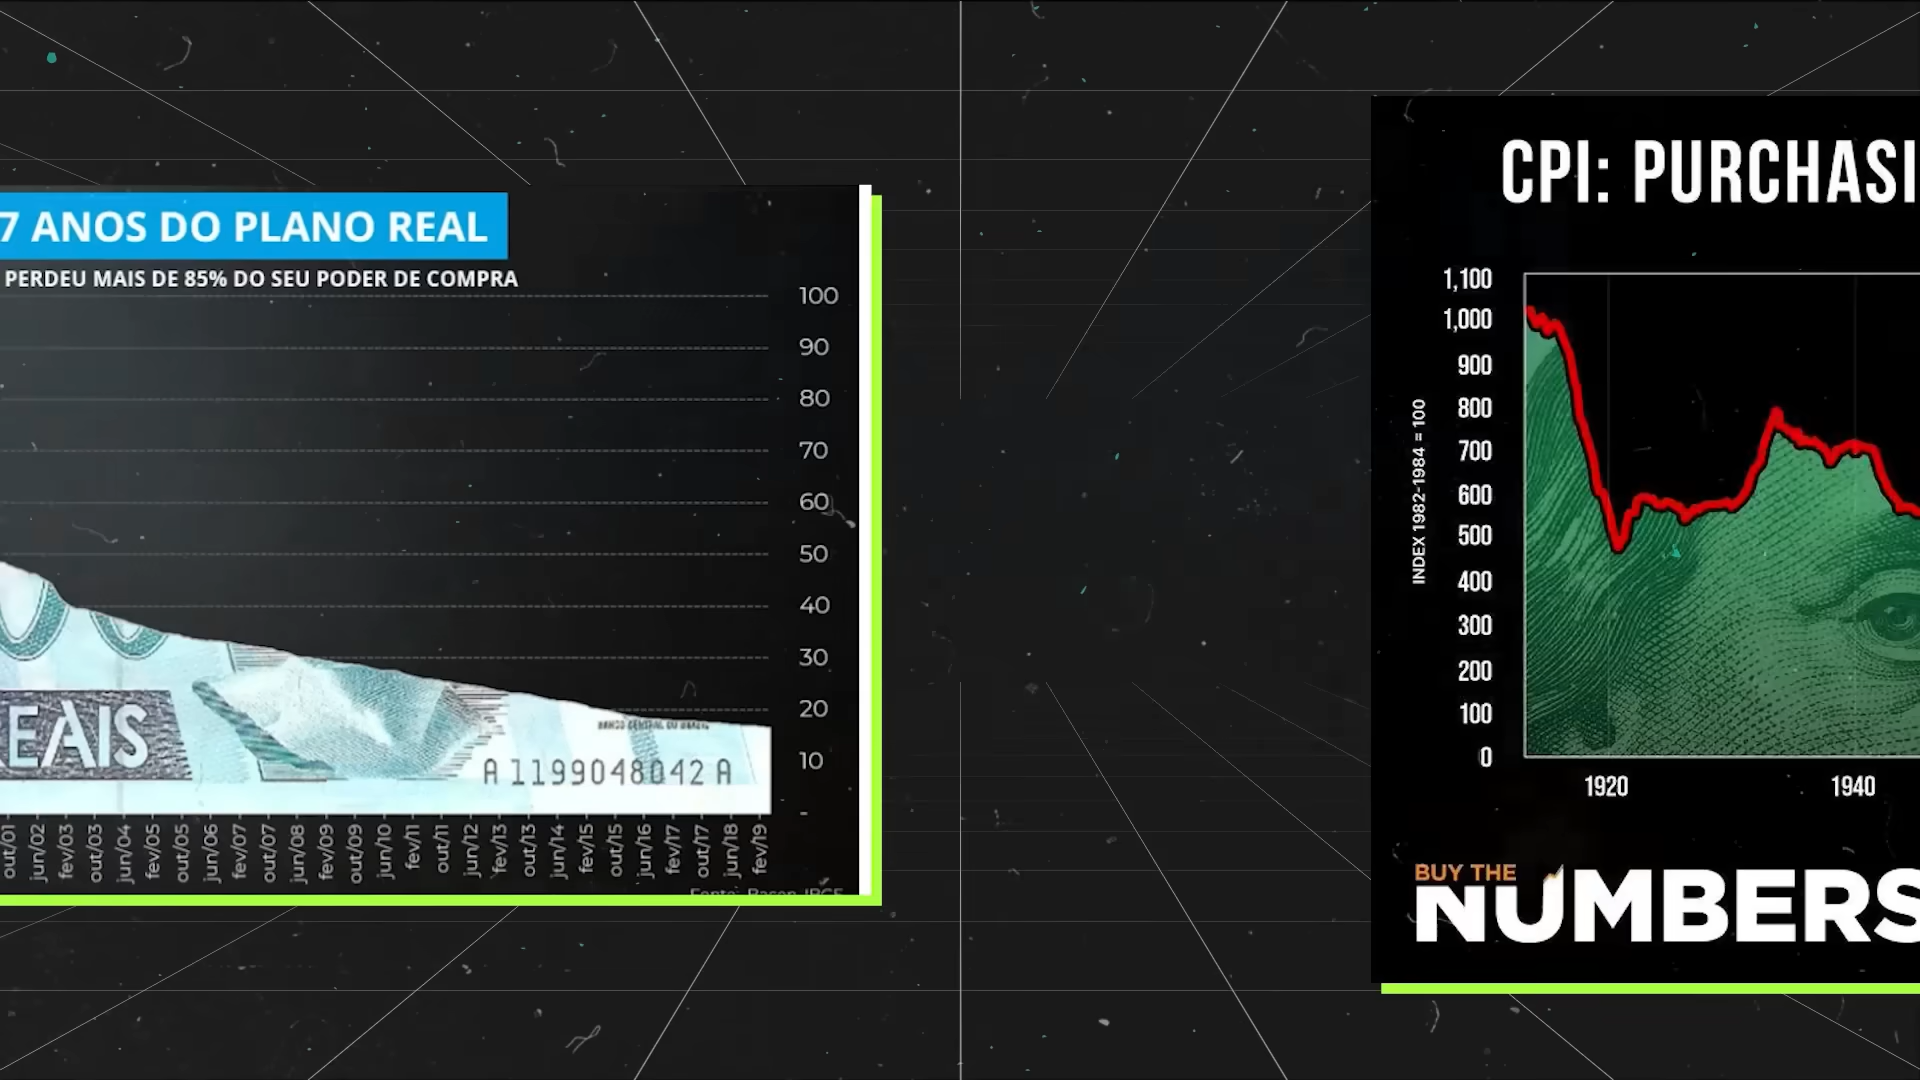 7 ANOS DO PLANO REAL
PERDEU MAIS DE 85% DO SEU PODER DE COMPRA
100
90
80
70
60
50
40
30
20
10
-
REAIS
BANCO CENTRAL DO BRASIL
A 1199048042 A
out/01
jun/02
fev/03
out/03
jun/04
fev/05
out/05
jun/06
fev/07
out/07
jun/08
fev/09
out/09
jun/10
fev/11
out/11
jun/12
fev/13
out/13
jun/14
fev/15
out/15
jun/16
fev/17
out/17
jun/18
fev/19
CPI: PURCHASI
INDEX 1982-1984 = 100
1,100
1,000
900
800
700
600
500
400
300
200
100
0
1920
1940
BUY THE
NUMBERS